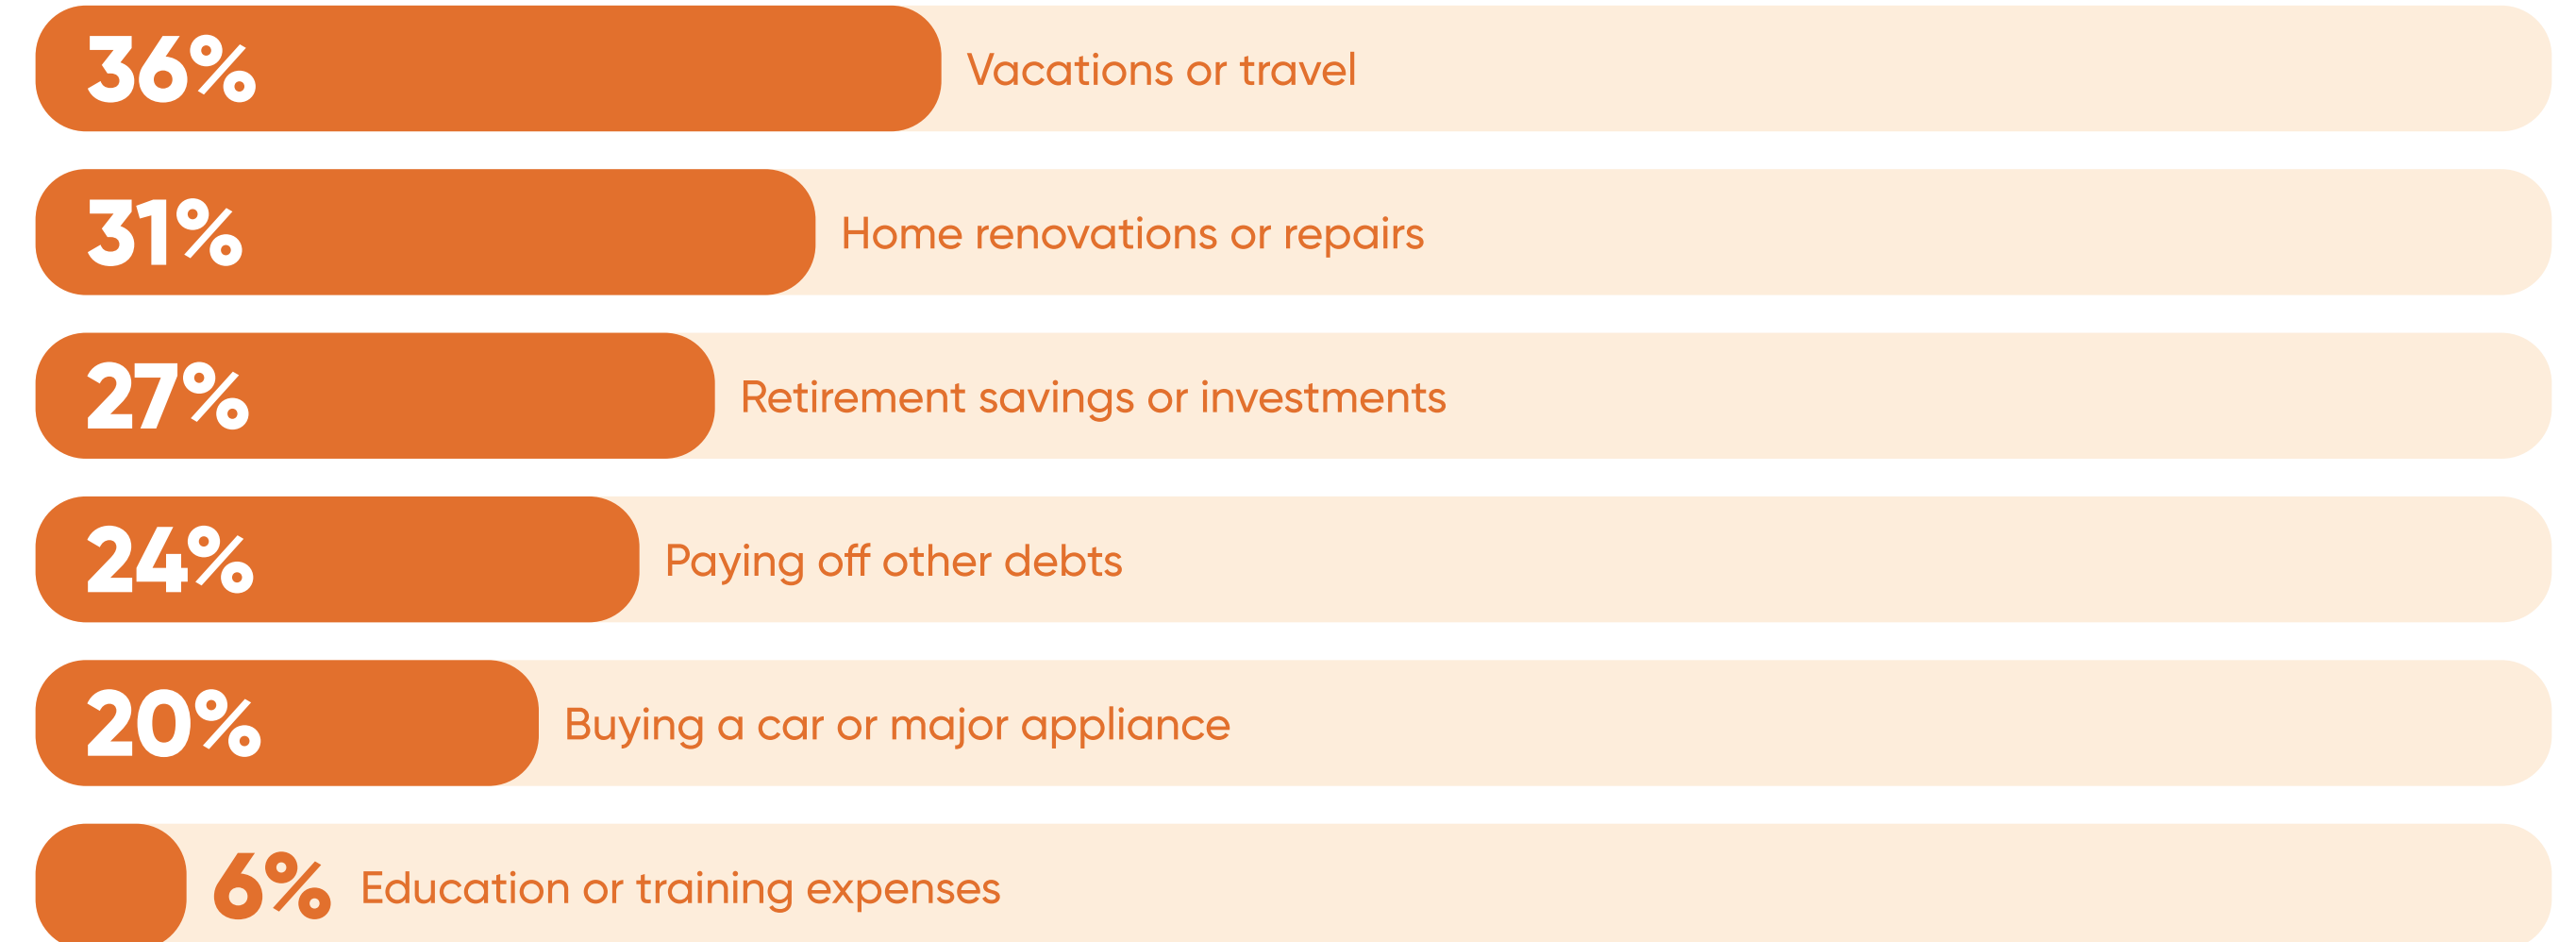 36% Vacations or travel
31% Home renovations or repairs
27% Retirement savings or investments
24% Paying off other debts
20% Buying a car or major appliance
6% Education or training expenses